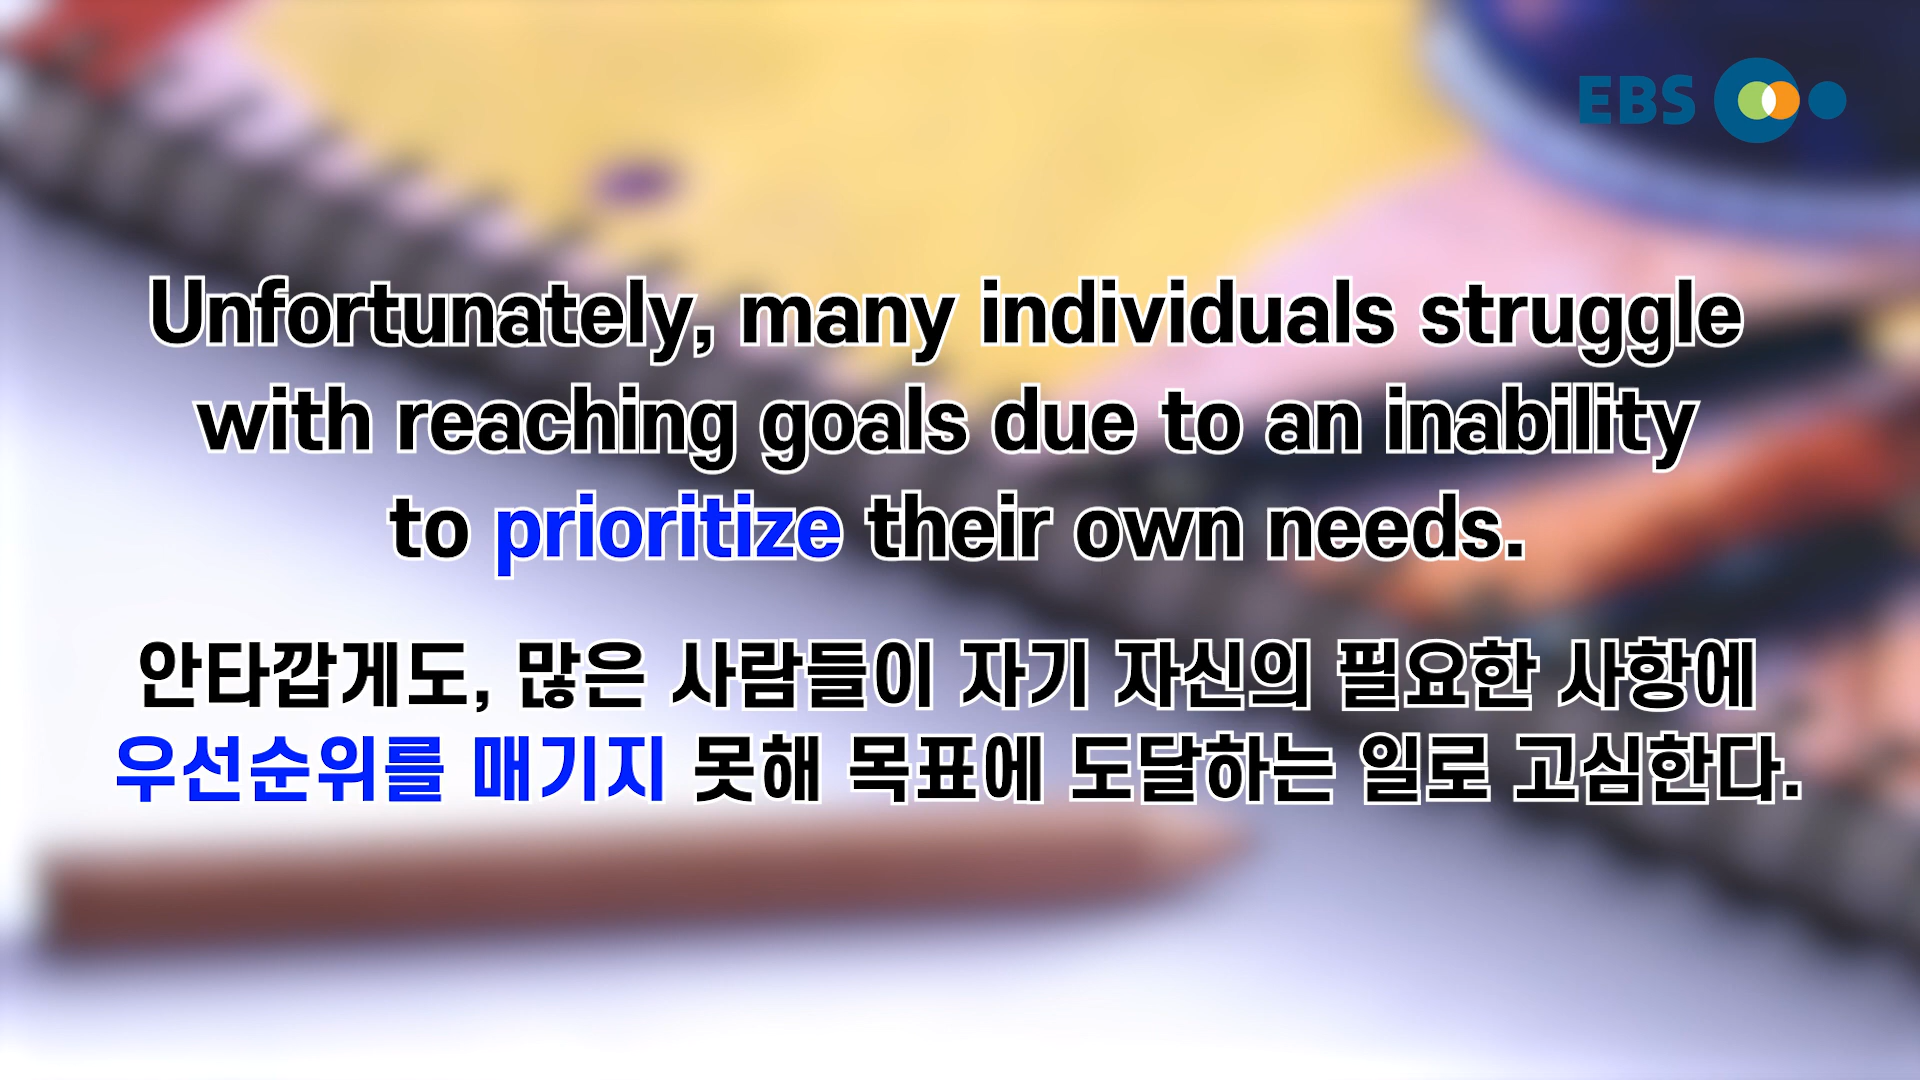 EBS
Unfortunately, many individuals struggle
with reaching goals due to an inability
to prioritize their own needs.
안타깝게도, 많은 사람들이 자기 자신의 필요한 사항에
우선순위를 매기지 못해 목표에 도달하는 일로 고심한다.